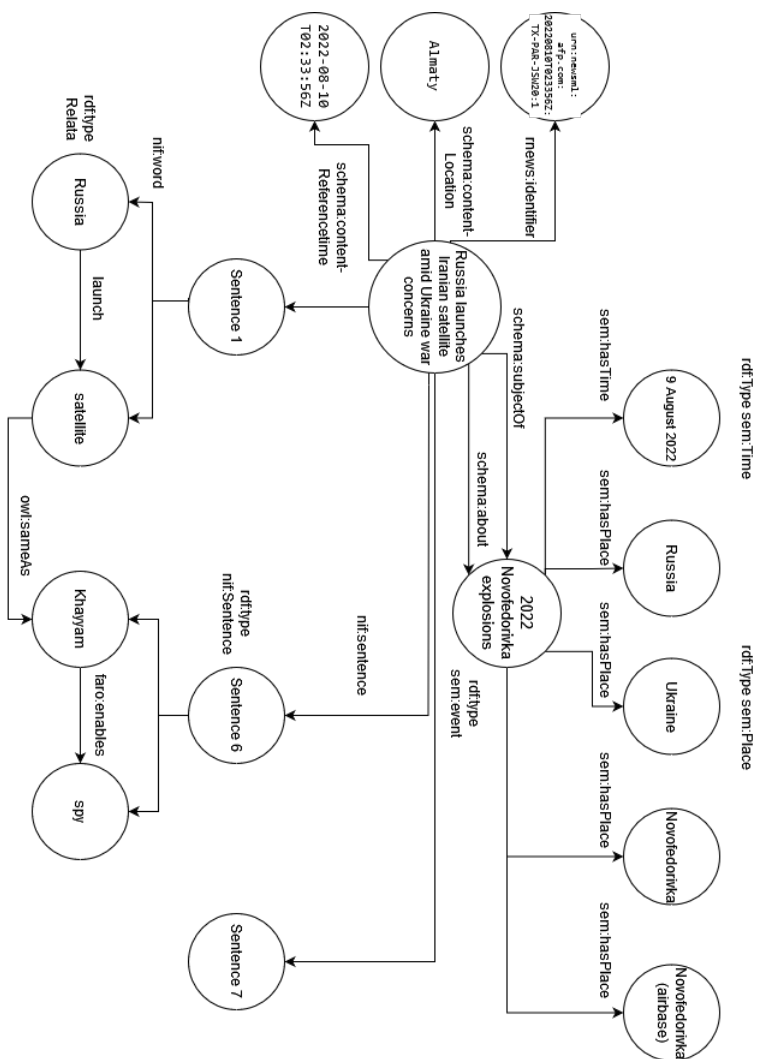 urn:newsml:
afp.com:
20220810T023356Z:
TX-PAR-JSW20:1
Almaty
2022-08-10
T02:33:56Z
rnews:identifier
schema:content-
Location
schema:content-
Referencetime
Russia launches
Iranian satellite
amid Ukraine war
concerns
schema:subjectOf
schema:about
2022
Novofedorivka
explosions
rdf:type
sem:event
sem:hasTime
9 August 2022
rdf:Type sem:Time
sem:hasPlace
Russia
sem:hasPlace
Ukraine
rdf:Type sem:Place
sem:hasPlace
Novofedorivka
sem:hasPlace
Novofedorivka
(airbase)
Sentence 1
nif:word
rdf:type
Relata
Russia
launch
satellite
owl:sameAs
nif:sentence
rdf:type
nif:Sentence
Sentence 6
Khayyam
faro:enables
spy
Sentence 7